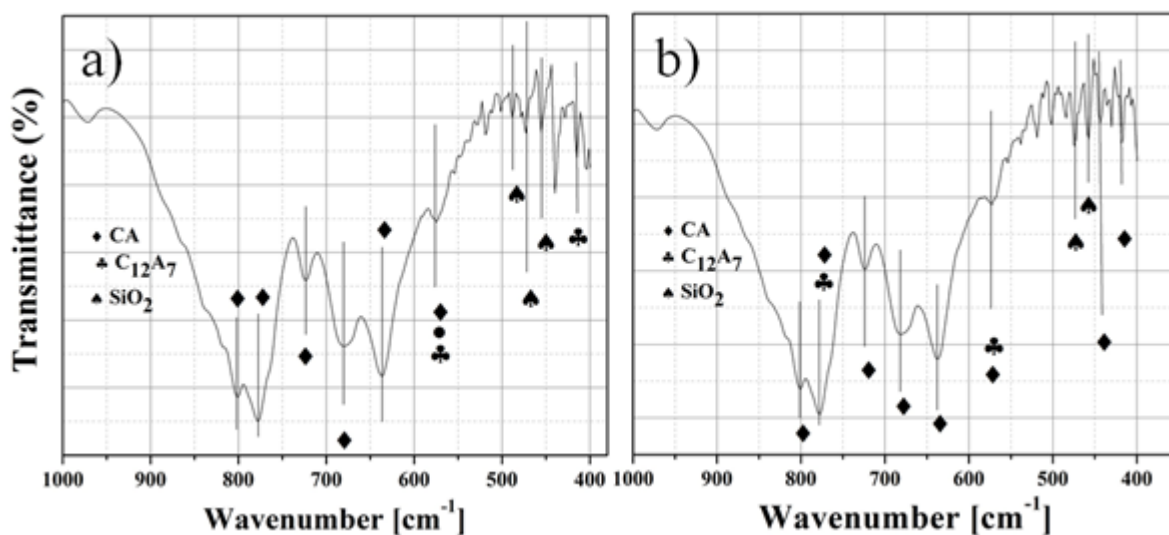 a)
Transmittance (%)
♦ CA
♣ C₁₂A₇
♠ SiO₂
1000 900 800 700 600 500 400
Wavenumber [cm⁻¹]
b)
♦ CA
♣ C₁₂A₇
♠ SiO₂
1000 900 800 700 600 500 400
Wavenumber [cm⁻¹]